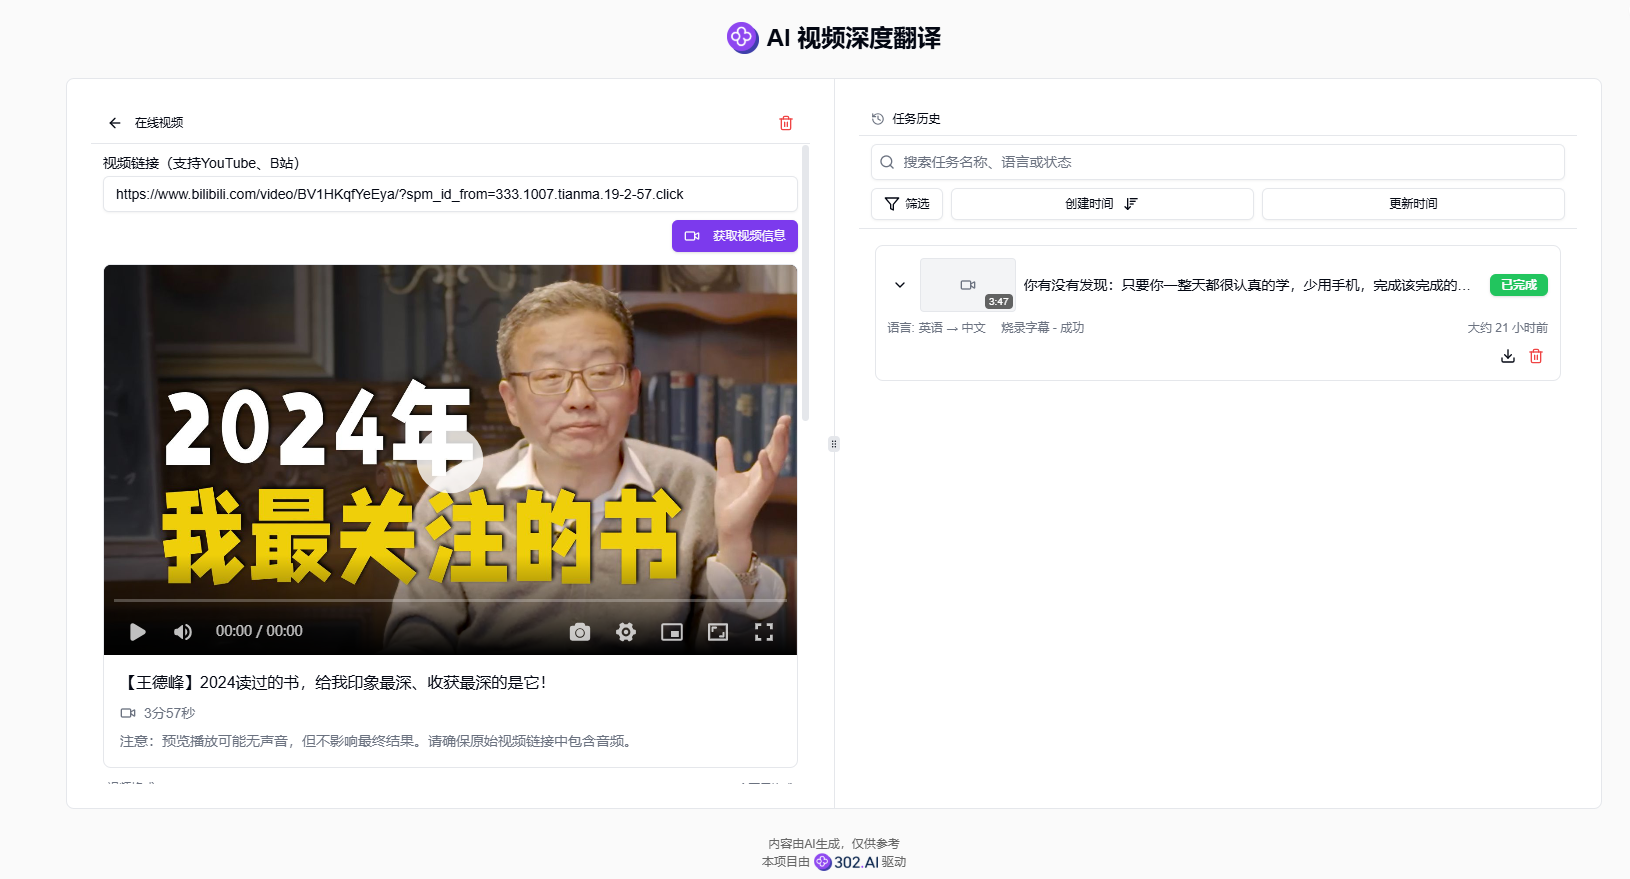 AI 视频深度翻译
在线视频
视频链接（支持YouTube、B站）
https://www.bilibili.com/video/BV1HKqfYeEya/?spm_id_from=333.1007.tianma.19-2-57.click
获取视频信息
2024年
我最关注的书
00:00 / 00:00
【王德峰】2024读过的书，给我印象最深、收获最深的是它！
3分57秒
注意：预览播放可能无声音，但不影响最终结果。请确保原始视频链接中包含音频。
任务历史
搜索任务名称、语言或状态
筛选
创建时间
更新时间
3:47
你有没有发现：只要你一整天都很认真的学，少用手机，完成该完成的...
已完成
语言: 英语 → 中文 烧录字幕 - 成功
大约 21 小时前
内容由AI生成，仅供参考
本项目由 302.AI 驱动